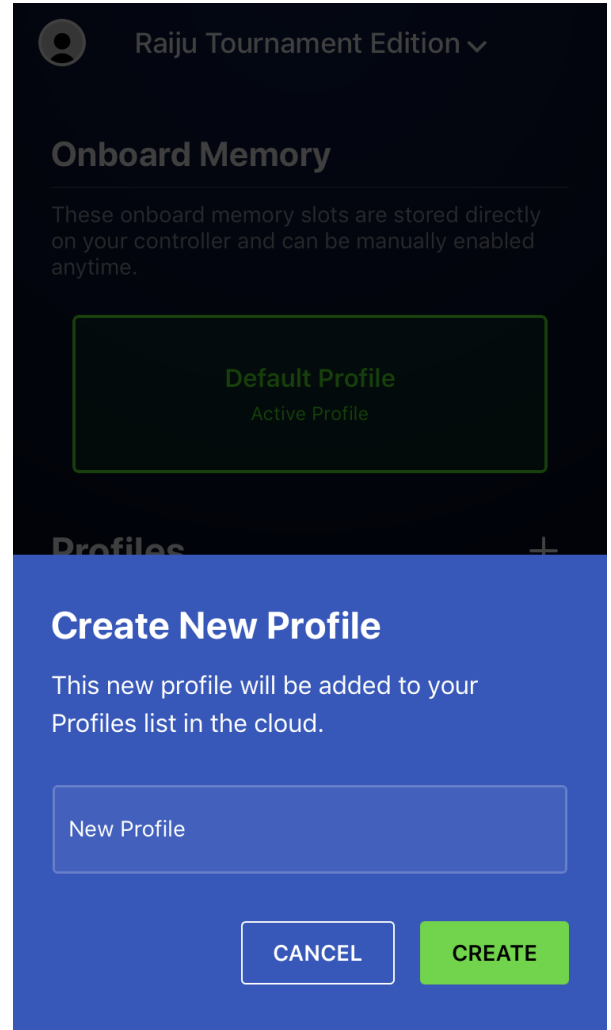 Raiju Tournament Edition
Onboard Memory
These onboard memory slots are stored directly
on your controller and can be manually enabled
anytime.
Default Profile
Active Profile
Profiles
Create New Profile
This new profile will be added to your
Profiles list in the cloud.
New Profile
CANCEL CREATE